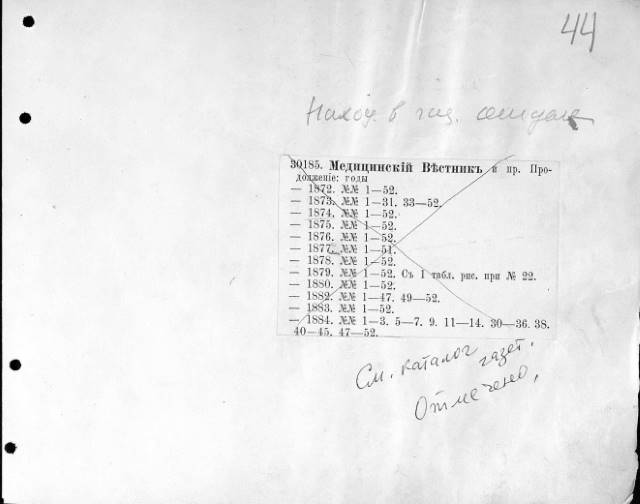 44
Наход. в газ. отделе
30185. Медицинскій Вѣстникъ и пр. Про-
долженіе: годы
— 1872. №№ 1—52.
— 1873. №№ 1—31. 33—52.
— 1874. №№ 1—52.
— 1875. №№ 1—52.
— 1876. №№ 1—52.
— 1877. №№ 1—51.
— 1878. №№ 1—52.
— 1879. №№ 1—52. Съ 1 табл. рис. при № 22.
— 1880. №№ 1—52.
— 1882. №№ 1—47. 49—52.
— 1883. №№ 1—52.
— 1884. №№ 1—3. 5—7. 9. 11—14. 30—36. 38.
40—45. 47—52.
См. каталог газет.
Отмечено.